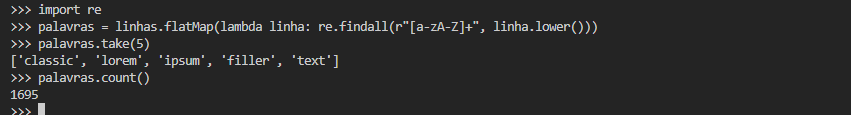 >>> import re
>>> palavras = linhas.flatMap(lambda linha: re.findall(r"[a-zA-Z]+", linha.lower()))
>>> palavras.take(5)
['classic', 'lorem', 'ipsum', 'filler', 'text']
>>> palavras.count()
1695
>>>